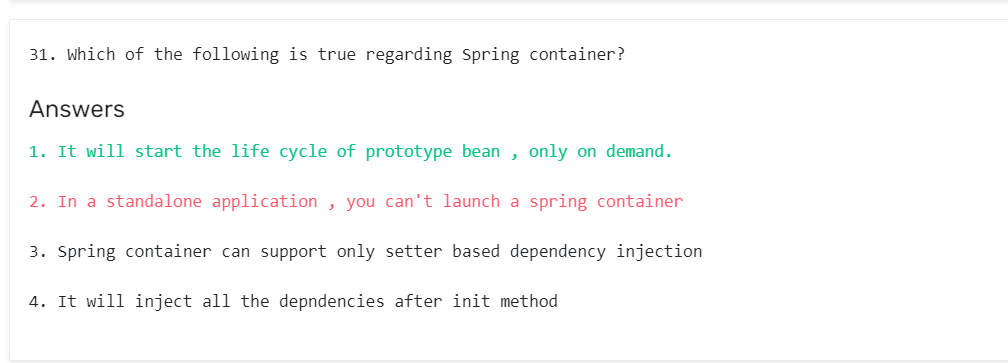 31. Which of the following is true regarding Spring container?
Answers
1. It will start the life cycle of prototype bean , only on demand.
2. In a standalone application , you can't launch a spring container
3. Spring container can support only setter based dependency injection
4. It will inject all the depndencies after init method